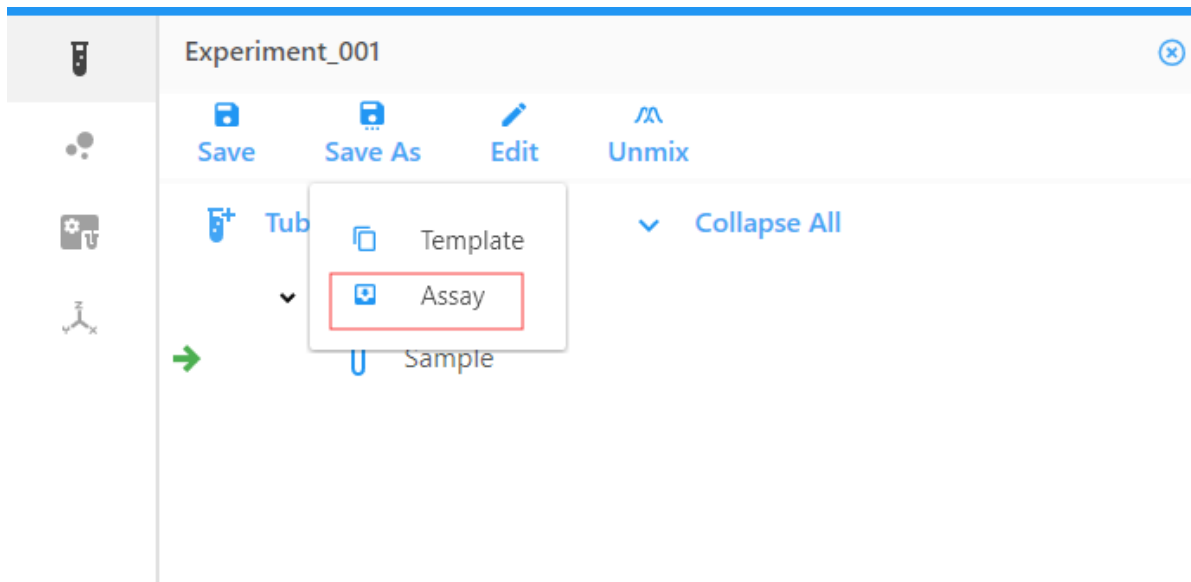 Experiment_001
Save Save As Edit Unmix
Tub Collapse All
Template
Assay
Sample
z
y x